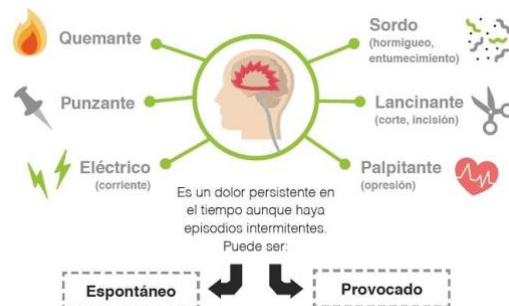 Quemante
Punzante
Eléctrico
(corriente)
Sordo
(hormigueo,
entumecimiento)
Lancinante
(corte, incisión)
Palpitante
(opresión)
Es un dolor persistente en
el tiempo aunque haya
episodios intermitentes.
Puede ser:
Espontáneo
Provocado